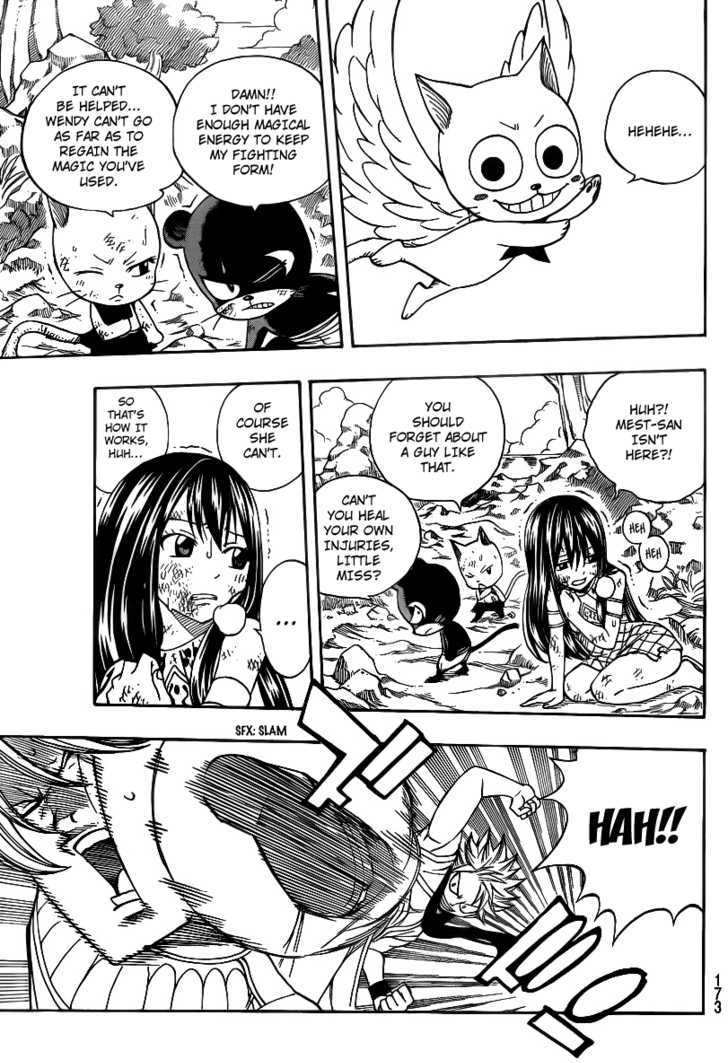 HEHEHE...
DAMN!!
I DON'T HAVE
ENOUGH MAGICAL
ENERGY TO KEEP
MY FIGHTING
FORM!
IT CAN'T
BE HELPED...
WENDY CAN'T GO
AS FAR AS TO
REGAIN THE
MAGIC YOU'VE
USED.
HUH?!
MEST-SAN
ISN'T
HERE?!
HEH
HEH
YOU
SHOULD
FORGET ABOUT
A GUY LIKE
THAT.
CAN'T
YOU HEAL
YOUR OWN
INJURIES,
LITTLE
MISS?
OF
COURSE
SHE
CAN'T.
...
SO
THAT'S
HOW IT
WORKS,
HUH...
SFX: SLAM
HAH!!
ドゴ
173